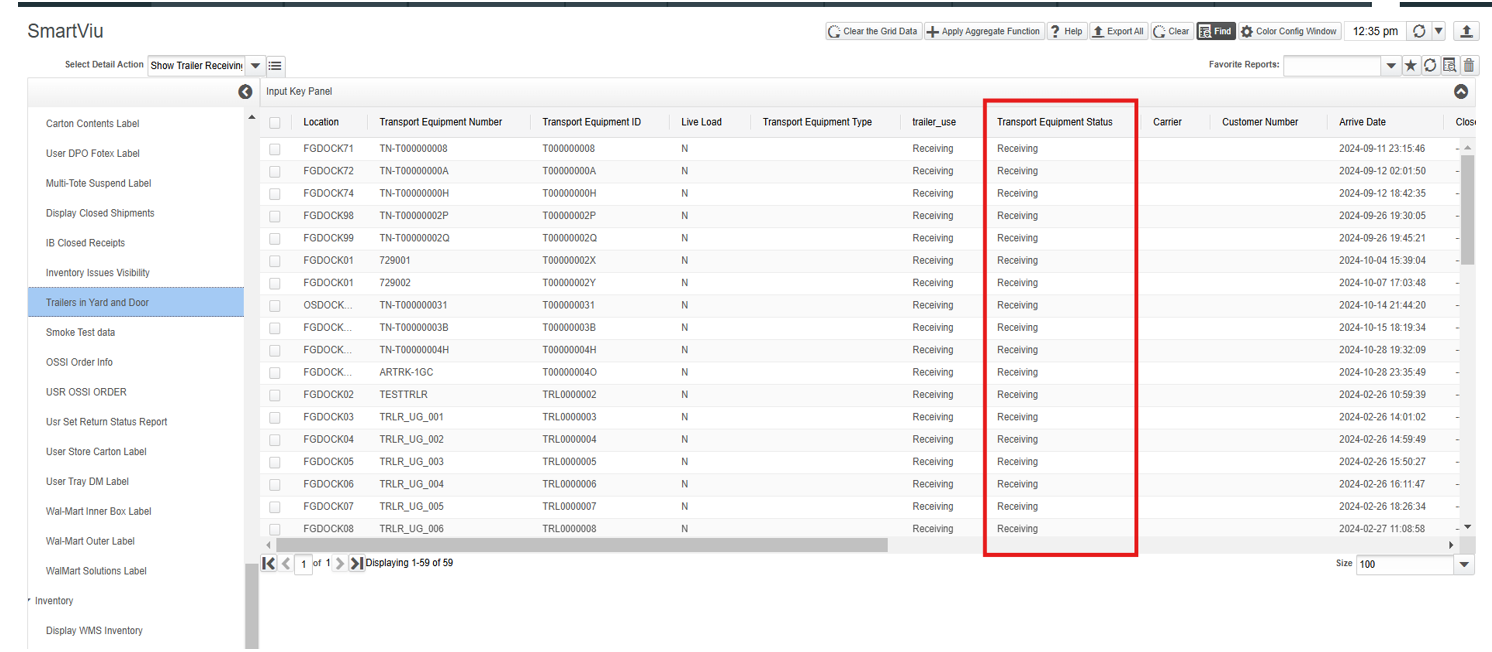 SmartViu
Clear the Grid Data Apply Aggregate Function Help Export All Clear Find Color Config Window 12:35 pm
Select Detail Action Show Trailer Receiving
Favorite Reports:
Input Key Panel
Carton Contents Label
User DPO Fotex Label
Multi-Tote Suspend Label
Display Closed Shipments
IB Closed Receipts
Inventory Issues Visibility
Trailers in Yard and Door
Smoke Test data
OSSI Order Info
USR OSSI ORDER
Usr Set Return Status Report
User Store Carton Label
User Tray DM Label
Wal-Mart Inner Box Label
Wal-Mart Outer Label
WalMart Solutions Label
Inventory
Display WMS Inventory
Location Transport Equipment Number Transport Equipment ID Live Load Transport Equipment Type trailer_use Transport Equipment Status Carrier Customer Number Arrive Date Close
FGDOCK71 TN-T000000008 T000000008 N Receiving Receiving 2024-09-11 23:15:46 -
FGDOCK72 TN-T00000000A T00000000A N Receiving Receiving 2024-09-12 02:01:50 -
FGDOCK74 TN-T00000000H T00000000H N Receiving Receiving 2024-09-12 18:42:35 -
FGDOCK98 TN-T00000002P T00000002P N Receiving Receiving 2024-09-26 19:30:05 -
FGDOCK99 TN-T00000002Q T00000002Q N Receiving Receiving 2024-09-26 19:45:21 -
FGDOCK01 729001 T00000002X N Receiving Receiving 2024-10-04 15:39:04 -
FGDOCK01 729002 T00000002Y N Receiving Receiving 2024-10-07 17:03:48 -
OSDOCK... TN-T000000031 T000000031 N Receiving Receiving 2024-10-14 21:44:20 -
FGDOCK... TN-T00000003B T00000003B N Receiving Receiving 2024-10-15 18:19:34 -
FGDOCK... TN-T00000004H T00000004H N Receiving Receiving 2024-10-28 19:32:09 -
FGDOCK... ARTRK-1GC T00000004O N Receiving Receiving 2024-10-28 23:35:49 -
FGDOCK02 TESTTRLR TRL0000002 N Receiving Receiving 2024-02-26 10:59:39 -
FGDOCK03 TRLR_UG_001 TRL0000003 N Receiving Receiving 2024-02-26 14:01:02 -
FGDOCK04 TRLR_UG_002 TRL0000004 N Receiving Receiving 2024-02-26 14:59:49 -
FGDOCK05 TRLR_UG_003 TRL0000005 N Receiving Receiving 2024-02-26 15:50:27 -
FGDOCK06 TRLR_UG_004 TRL0000006 N Receiving Receiving 2024-02-26 16:11:47 -
FGDOCK07 TRLR_UG_005 TRL0000007 N Receiving Receiving 2024-02-26 18:26:34 -
FGDOCK08 TRLR_UG_006 TRL0000008 N Receiving Receiving 2024-02-27 11:08:58 -
1 of 1 Displaying 1-59 of 59
Size 100